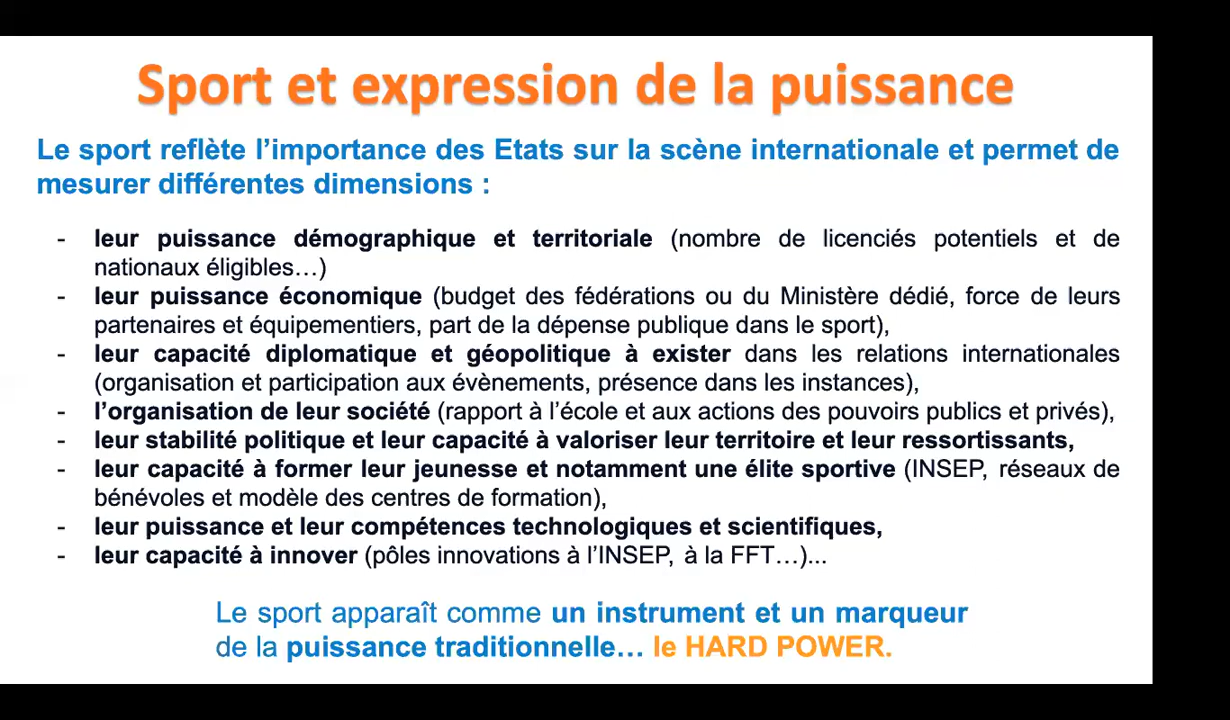 Sport et expression de la puissance
Le sport reflète l’importance des Etats sur la scène internationale et permet de
mesurer différentes dimensions :
- leur puissance démographique et territoriale (nombre de licenciés potentiels et de
nationaux éligibles…)
- leur puissance économique (budget des fédérations ou du Ministère dédié, force de leurs
partenaires et équipementiers, part de la dépense publique dans le sport),
- leur capacité diplomatique et géopolitique à exister dans les relations internationales
(organisation et participation aux évènements, présence dans les instances),
- l’organisation de leur société (rapport à l’école et aux actions des pouvoirs publics et privés),
- leur stabilité politique et leur capacité à valoriser leur territoire et leur ressortissants,
- leur capacité à former leur jeunesse et notamment une élite sportive (INSEP, réseaux de
bénévoles et modèle des centres de formation),
- leur puissance et leur compétences technologiques et scientifiques,
- leur capacité à innover (pôles innovations à l’INSEP, à la FFT…)...
Le sport apparaît comme un instrument et un marqueur
de la puissance traditionnelle… le HARD POWER.